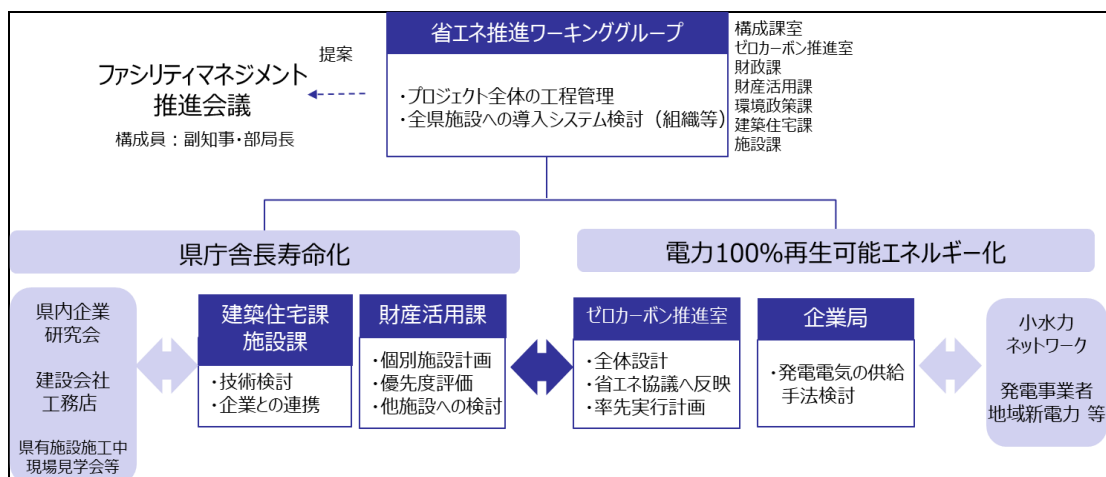 省エネ推進ワーキンググループ
・プロジェクト全体の工程管理
・全県施設への導入システム検討（組織等）
構成課室
ゼロカーボン推進室
財政課
財産活用課
環境政策課
建築住宅課
施設課
提案
ファシリティマネジメント
推進会議
構成員：副知事・部局長
県庁舎長寿命化
電力100%再生可能エネルギー化
県内企業
研究会
建設会社
工務店
県有施設施工中
現場見学会等
建築住宅課
施設課
・技術検討
・企業との連携
財産活用課
・個別施設計画
・優先度評価
・他施設への検討
ゼロカーボン推進室
・全体設計
・省エネ協議へ反映
・率先実行計画
企業局
・発電電気の供給
手法検討
小水力
ネットワーク
発電事業者
地域新電力 等